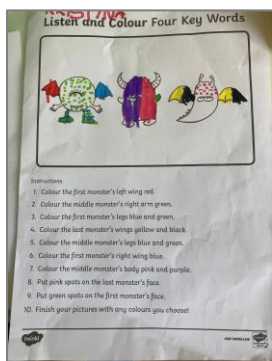 KRISTINA
Listen and Colour Four Key Words
Instructions
1. Colour the first monster's left wing red.
2. Colour the middle monster's right arm green.
3. Colour the first monster's legs blue and green.
4. Colour the last monster's wings yellow and black.
5. Colour the middle monster's legs blue and green.
6. Colour the first monster's right wing blue.
7. Colour the middle monster's body pink and purple.
8. Put pink spots on the last monster's face.
9. Put green spots on the first monster's face.
10. Finish your pictures with any colours you choose!
twinkl
visit twinkl.com